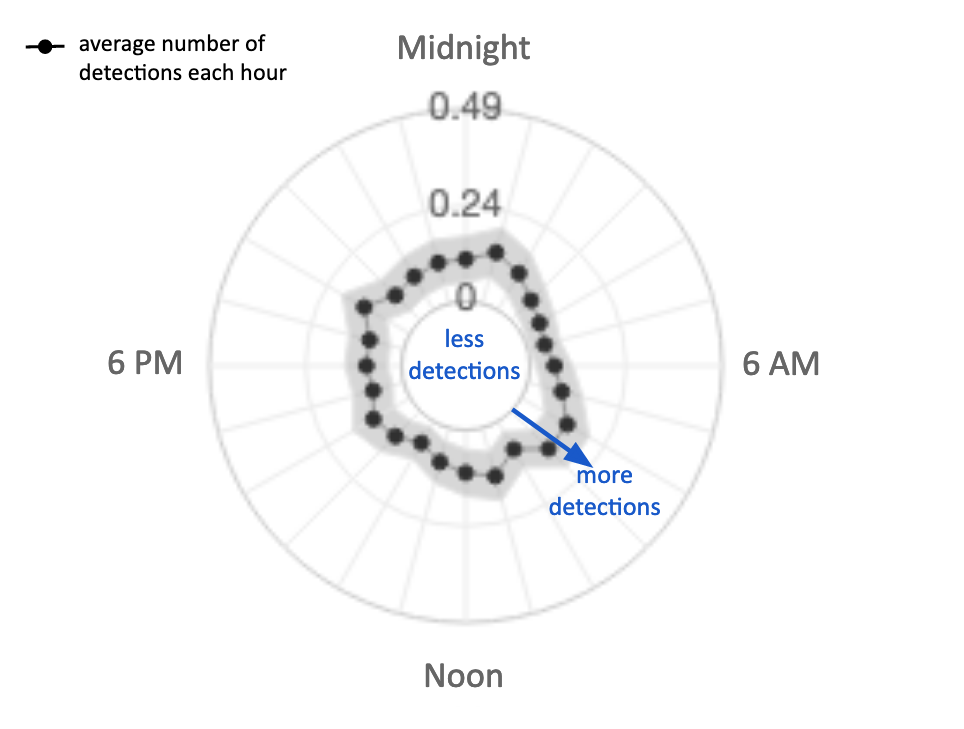 average number of
detections each hour
Midnight
0.49
0.24
0
less
detections
6 PM
6 AM
more
detections
Noon